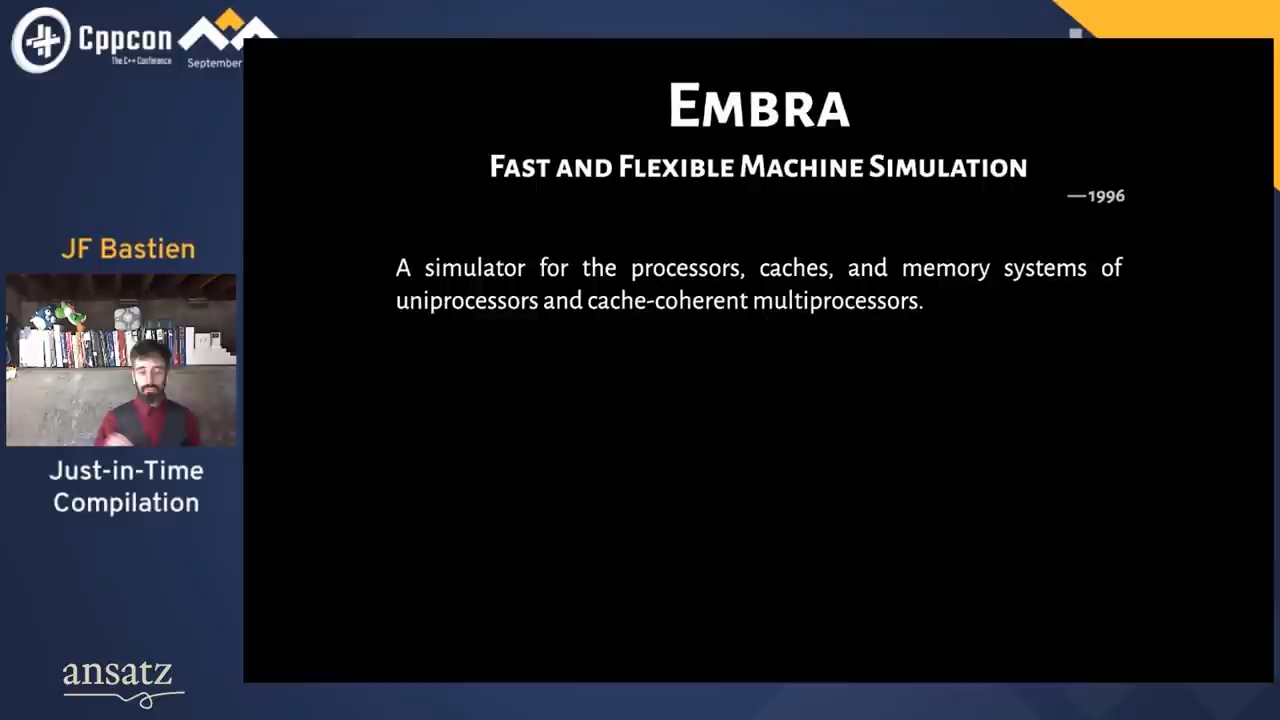 Cppcon
The C++ Conference
September
EMBRA
FAST AND FLEXIBLE MACHINE SIMULATION
—1996
A simulator for the processors, caches, and memory systems of
uniprocessors and cache-coherent multiprocessors.
JF Bastien
Just-in-Time
Compilation
ansatz